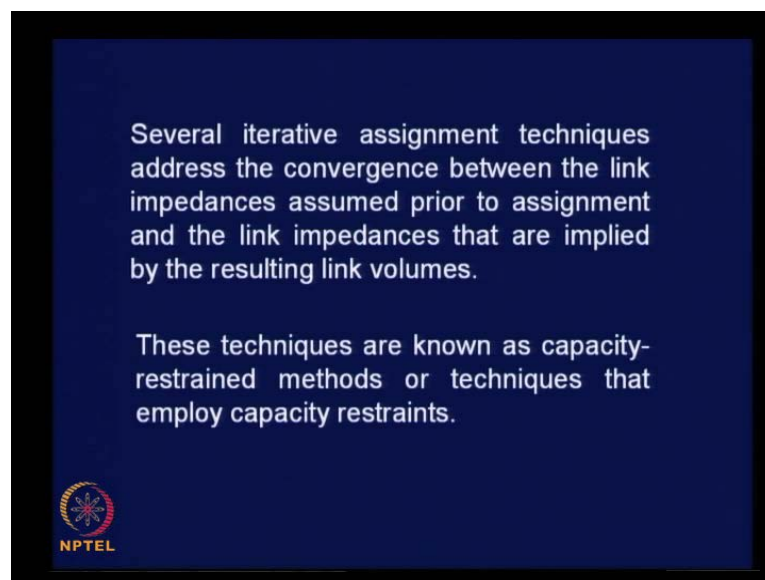 Several iterative assignment techniques
address the convergence between the link
impedances assumed prior to assignment
and the link impedances that are implied
by the resulting link volumes.
These techniques are known as capacity-
restrained methods or techniques that
employ capacity restraints.
NPTEL